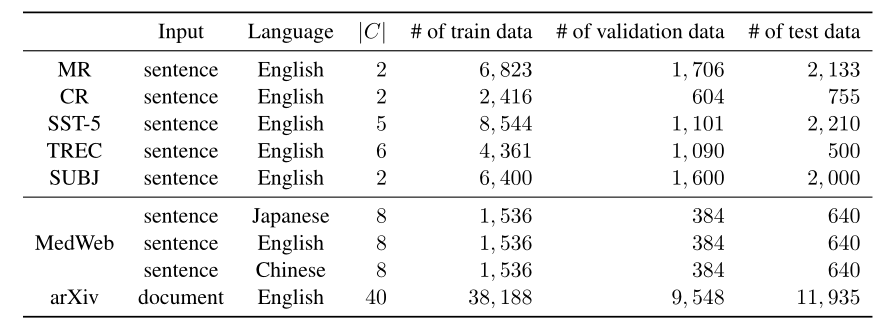 Input Language |C| # of train data # of validation data # of test data
MR sentence English 2 6, 823 1, 706 2, 133
CR sentence English 2 2, 416 604 755
SST-5 sentence English 5 8, 544 1, 101 2, 210
TREC sentence English 6 4, 361 1, 090 500
SUBJ sentence English 2 6, 400 1, 600 2, 000
sentence Japanese 8 1, 536 384 640
MedWeb sentence English 8 1, 536 384 640
sentence Chinese 8 1, 536 384 640
arXiv document English 40 38, 188 9, 548 11, 935